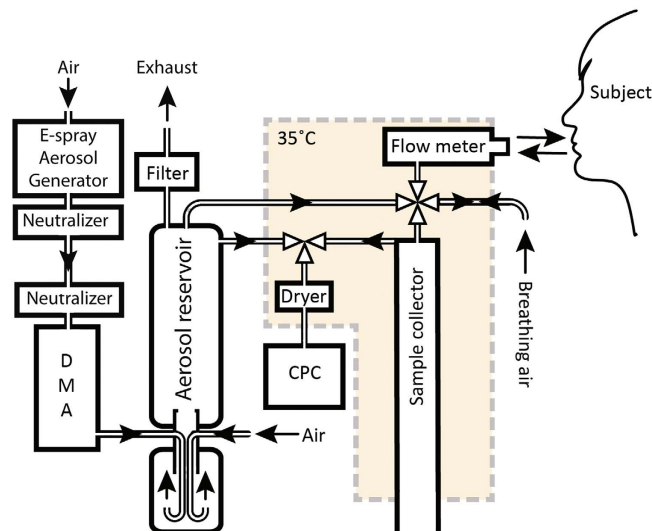 Air
Exhaust
Subject
E-spray
Aerosol
Generator
35°C
Flow meter
Filter
Neutralizer
Neutralizer
Aerosol reservoir
Dryer
Sample collector
Breathing air
D
M
A
CPC
Air